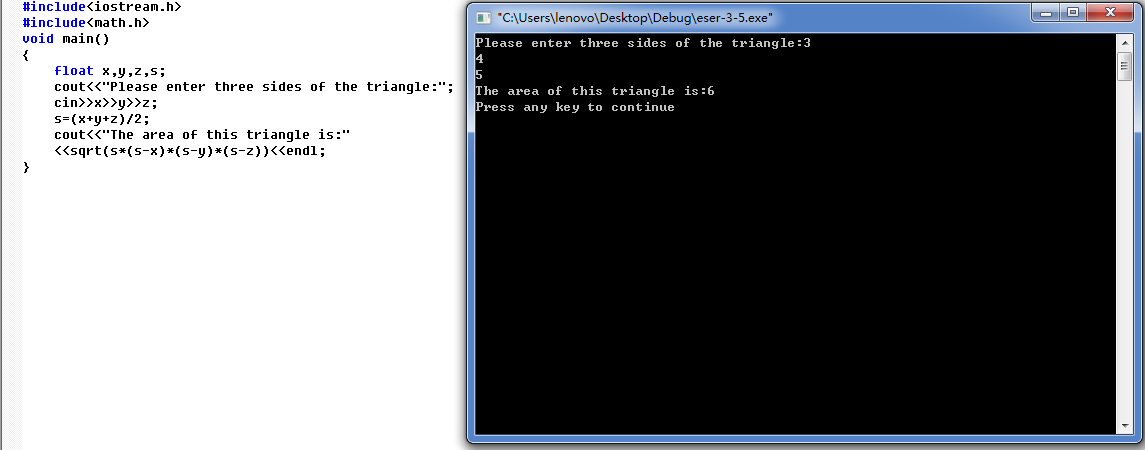 #include<iostream.h>
#include<math.h>
void main()
{
    float x,y,z,s;
    cout<<"Please enter three sides of the triangle:";
    cin>>x>>y>>z;
    s=(x+y+z)/2;
    cout<<"The area of this triangle is:"
    <<sqrt(s*(s-x)*(s-y)*(s-z))<<endl;
}
"C:\Users\lenovo\Desktop\Debug\eser-3-5.exe"
Please enter three sides of the triangle:3
4
5
The area of this triangle is:6
Press any key to continue